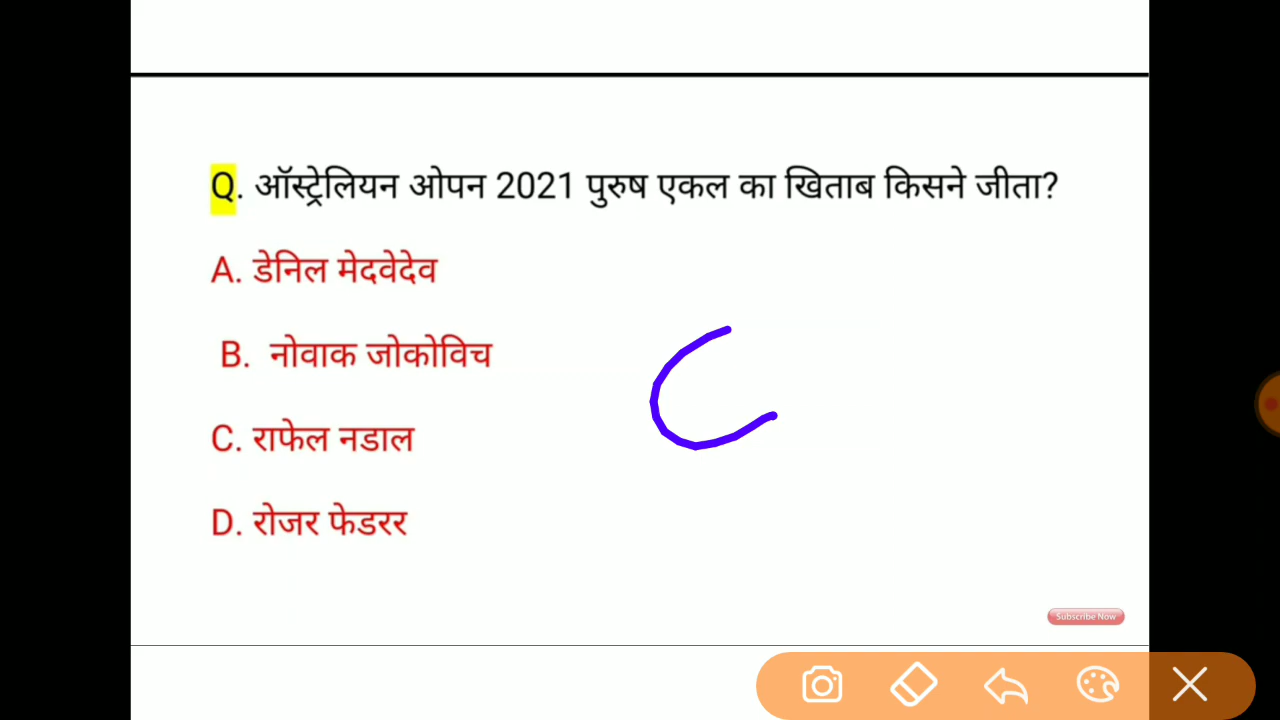 Q. ऑस्ट्रेलियन ओपन 2021 पुरुष एकल का खिताब किसने जीता?
A. डेनिल मेदवेदेव
B. नोवाक जोकोविच
C. राफेल नडाल
D. रोजर फेडरर
Subscribe Now